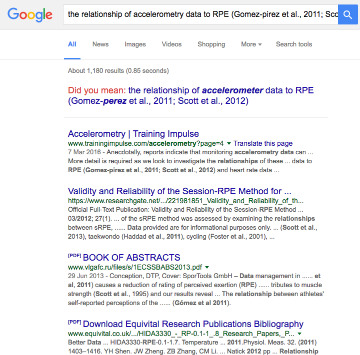 Google
the relationship of accelerometry data to RPE (Gomez-pirez et al., 2011; Sco
All News Images Videos Shopping More Search tools
About 1,180 results (0.85 seconds)
Did you mean: the relationship of accelerometer data to RPE
(Gomez-perez et al., 2011; Scott et al., 2012)
Accelerometry | Training Impulse
www.trainingimpulse.com/accelerometry?page=4 Translate this page
7 Mar 2016 - Anecdotally, reports indicate that monitoring accelerometry data can ...
More detail is required as we look to investigate the relationships of these ... data to
RPE (Gomez-pirez et al., 2011; Scott et al., 2012) and heart rate data ...
Validity and Reliability of the Session-RPE Method for ...
https://www.researchgate.net/.../221981851_Validity_and_Reliability_of_th...
Official Full-Text Publication: Validity and Reliability of the Session-RPE Method ...
03/2012; 27(1). ... of the sRPE method was assessed by examining the relationships
between sRPE, ...... Data provided are for informational purposes only. ... (Scott et al.,
2013), taekwondo (Haddad et al., 2011), cycling (Foster et al., 2001), ...
[PDF] BOOK OF ABSTRACTS
www.vlgafc.ru/files/s/1ECSSBABS2013.pdf
29 Jun 2013 - Conception, DTP, Cover: SporTools GmbH – Data management in ...... et
al, 2011) causes a reduction of rating of perceived exertion (RPE) ...... tributes to muscle
strength (Scott et al., 1995) and our results reveal ... The relationship between athletes'
self-reported perceptions of the ...... (Gómez et al 2011).
[PDF] Download Equivital Research Publications Bibliography
www.equivital.co.uk/.../HIDA3330_-_RP-0.1-1_.8_Research_Papers,_P...
Better Data ... HIDA3330-RPE-0.1-1.7. Temperature ... 2011.Physiol. Meas. 32. (2011)
1403–1416. YH Shen. JW Zheng. ZB Zhang, CM Li. ... Natick 2012 pp ... Relationship